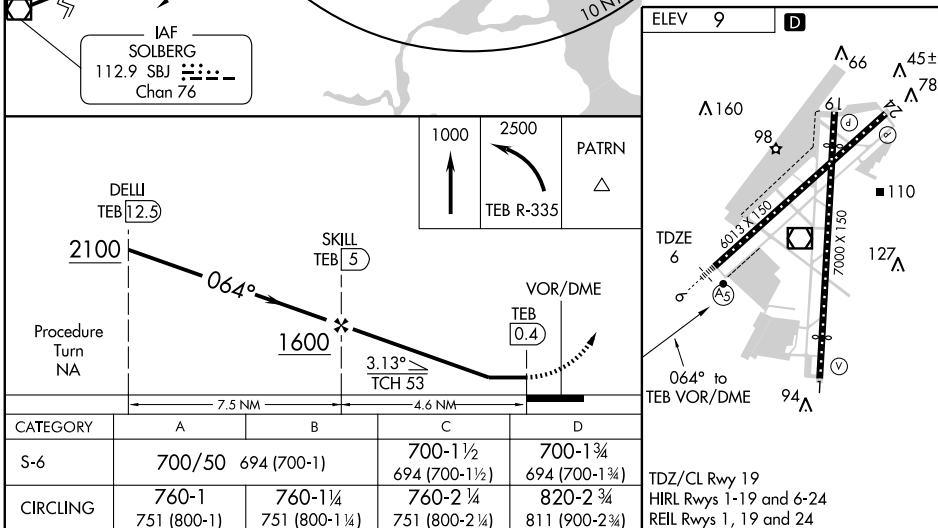 10 N
IAF
SOLBERG
112.9 SBJ
Chan 76
1000
2500
TEB R-335
PATRN
DELLI
TEB 12.5
2100
064°
SKILL
TEB 5
1600
3.13°
TCH 53
VOR/DME
TEB
0.4
Procedure
Turn
NA
7.5 NM
4.6 NM
CATEGORY A B C D
S-6 700/50 694 (700-1) 700-1½ 694 (700-1½) 700-1¾ 694 (700-1¾)
CIRCLING 760-1 751 (800-1) 760-1¼ 751 (800-1¼) 760-2¼ 751 (800-2¼) 820-2¾ 811 (900-2¾)
ELEV 9 D
66
45±
78
160
98
19
24
P
P
110
6013 X 150
7000 X 150
TDZE
6
127
6
A5
V
064° to
TEB VOR/DME
94
1
TDZ/CL Rwy 19
HIRL Rwys 1-19 and 6-24
REIL Rwys 1, 19 and 24